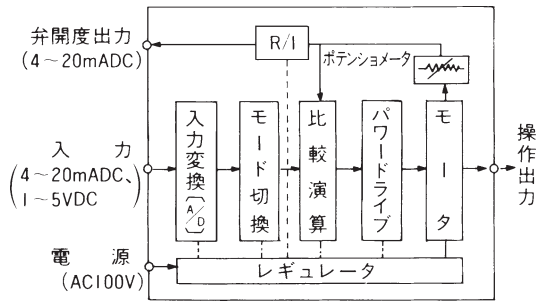 弁開度出力
(4～20mADC)
R/I
ポテンショメータ
入力
(4～20mADC、
1～5VDC)
入力変換
(A/D)
モード切換
比較演算
パワードライブ
モータ
操作出力
電源
(AC100V)
レギュレータ